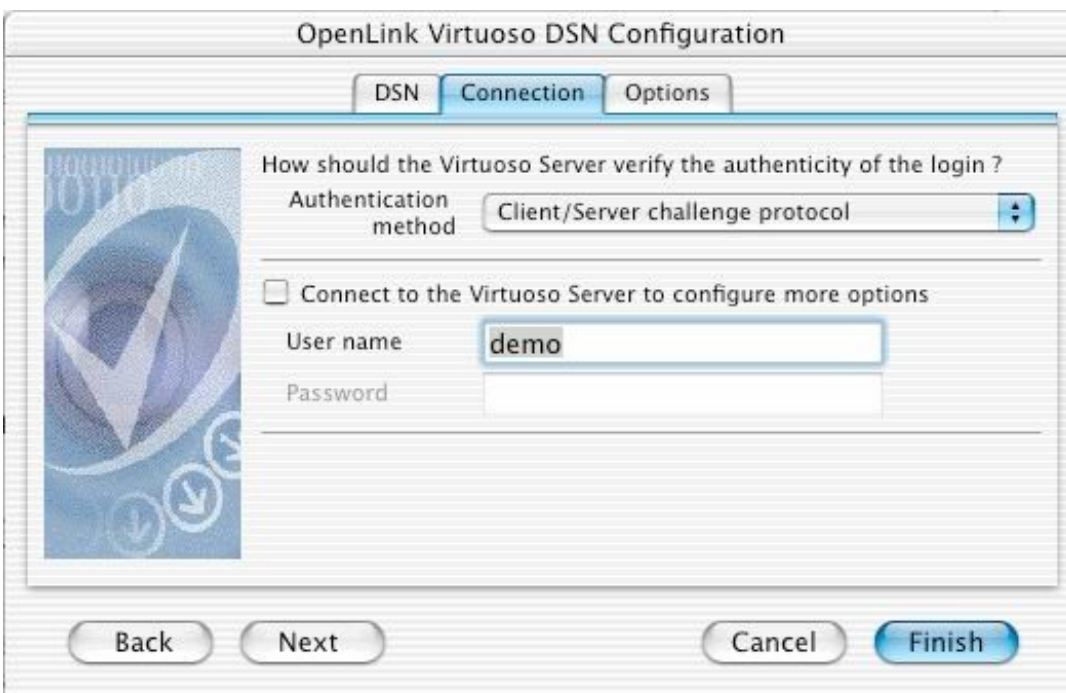 OpenLink Virtuoso DSN Configuration
DSN Connection Options
How should the Virtuoso Server verify the authenticity of the login ?
Authentication method Client/Server challenge protocol
Connect to the Virtuoso Server to configure more options
User name demo
Password
Back Next Cancel Finish